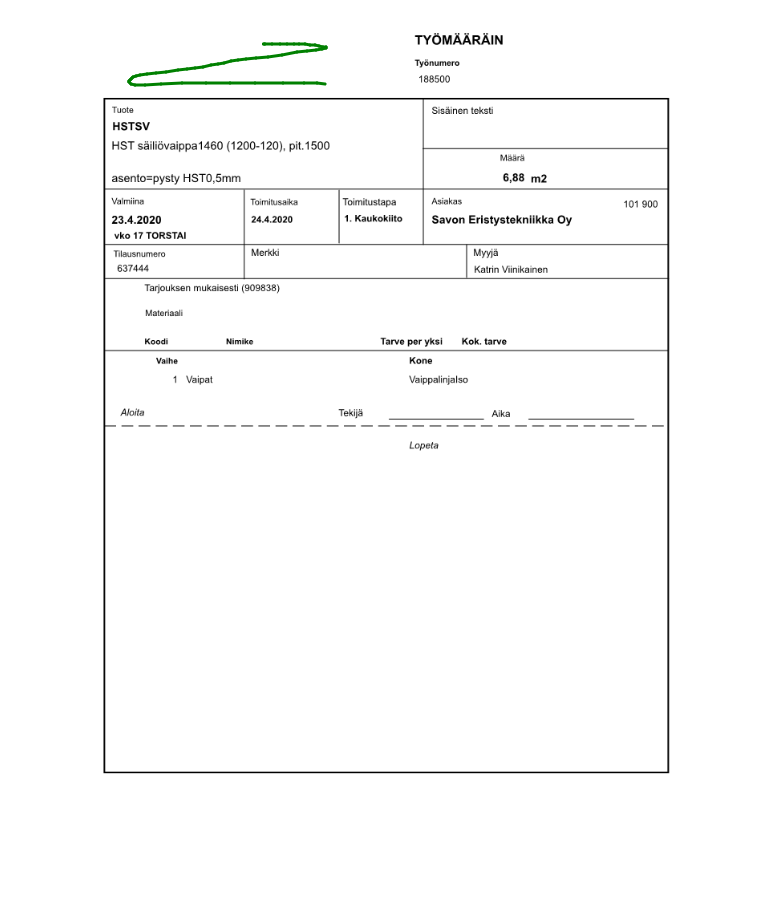 TYÖMÄÄRÄIN
Työnumero
188500
Tuote
HSTSV
HST säiliövaippa1460 (1200-120), pit.1500
asento=pysty HST0,5mm
Sisäinen teksti
Määrä
6,88 m2
Valmiina
23.4.2020
vko 17 TORSTAI
Toimitusaika
24.4.2020
Toimitustapa
1. Kaukokiito
Asiakas 101 900
Savon Eristystekniikka Oy
Tilausnumero
637444
Merkki
Myyjä
Katrin Viinikainen
Tarjouksen mukaisesti (909838)
Materiaali
Koodi Nimike Tarve per yksi Kok. tarve
Vaihe Kone
1 Vaipat Vaippalinjalso
Aloita Tekijä Aika
Lopeta